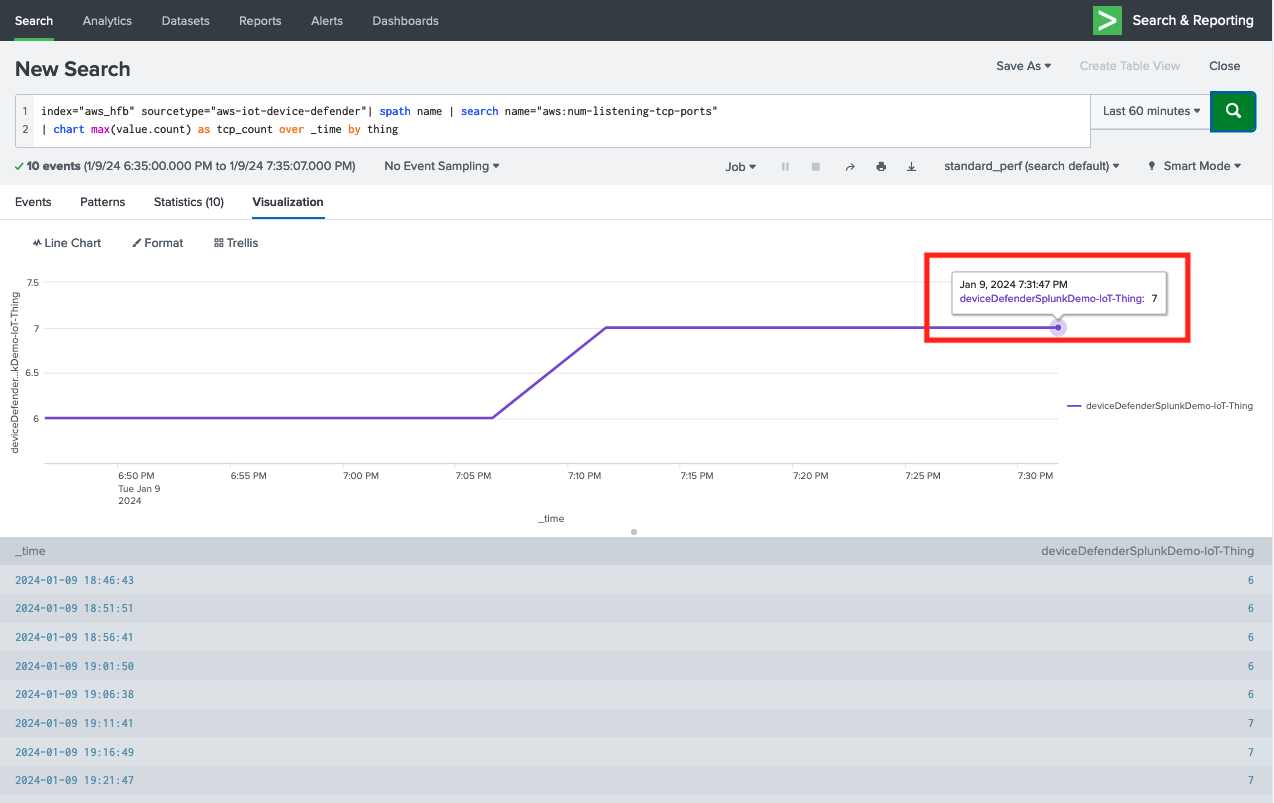 Search Analytics Datasets Reports Alerts Dashboards > Search & Reporting
New Search Save As ▾ Create Table View Close
1 index="aws_hfb" sourcetype="aws-iot-device-defender"| spath name | search name="aws:num-listening-tcp-ports"
2 | chart max(value.count) as tcp_count over _time by thing
Last 60 minutes ▾
✓ 10 events (1/9/24 6:35:00.000 PM to 1/9/24 7:35:07.000 PM) No Event Sampling ▾ Job ▾ standard_perf (search default) ▾ Smart Mode ▾
Events Patterns Statistics (10) Visualization
Line Chart Format Trellis
Jan 9, 2024 7:31:47 PM
deviceDefenderSplunkDemo-IoT-Thing: 7
7.5
7
6.5
6
deviceDefender...kDemo-IoT-Thing
deviceDefenderSplunkDemo-IoT-Thing
6:50 PM 6:55 PM 7:00 PM 7:05 PM 7:10 PM 7:15 PM 7:20 PM 7:25 PM 7:30 PM
Tue Jan 9
2024
_time
_time deviceDefenderSplunkDemo-IoT-Thing
2024-01-09 18:46:43 6
2024-01-09 18:51:51 6
2024-01-09 18:56:41 6
2024-01-09 19:01:50 6
2024-01-09 19:06:38 6
2024-01-09 19:11:41 7
2024-01-09 19:16:49 7
2024-01-09 19:21:47 7